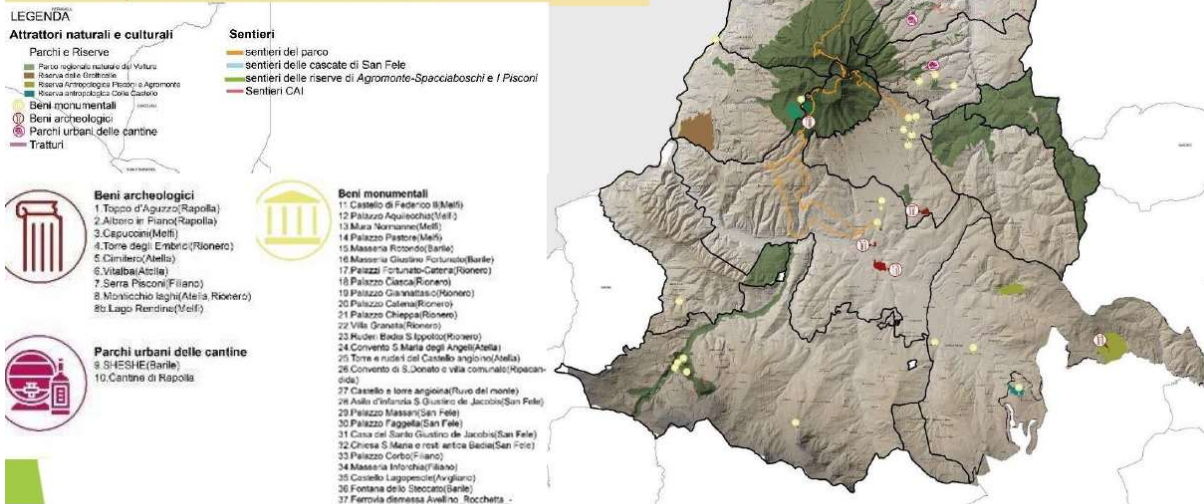 LEGENDA
Attrattori naturali e culturali
Parchi e Riserve
Parco regionale naturale del Vulture
Riserva delle Grotticelle
Riserva Antropologica Pisconi e Agromonte
Riserva antropologica Colle Castello
Beni monumentali
Beni archeologici
Parchi urbani delle cantine
Tratturi
Sentieri
sentieri del parco
sentieri delle cascate di San Fele
sentieri delle riserve di Agromonte-Spacciaboschi e I Pisconi
Sentieri CAI
Beni archeologici
1.Toppo d'Aguzzo(Rapolla)
2.Albero in Piano(Rapolla)
3.Capuccini(Melfi)
4.Torre degli Embrici(Rionero)
5.Cimitero(Atella)
6.Vitalba(Atella)
7.Serra Pisconi(Filiano)
8.Monticchio laghi(Atella,Rionero)
8b.Lago Rendina(Melfi)
Parchi urbani delle cantine
9.SHESHË(Barile)
10.Cantine di Rapolla
Beni monumentali
11 Castello di Federico II(Melfi)
12.Palazzo Aquilecchia(Melfi)
13.Mura Normanne(Melfi)
14.Palazzo Pastore(Melfi)
15.Masseria Rotondo(Barile)
16.Masseria Giustino Fortunato(Barile)
17.Palazzi Fortunato-Catena(Rionero)
18.Palazzo Ciasca(Rionero)
19.Palazzo Giannattasio(Rionero)
20.Palazzo Catena(Rionero)
21.Palazzo Chieppa(Rionero)
22.Villa Granata(Rionero)
23.Ruderi Badia S.Ippolito(Rionero)
24.Convento S.Maria degli Angeli(Atella)
25 Torre e ruderi del Castello angioino(Atella)
26.Convento di S.Donato e villa comunale(Ripacan-
dida)
27 Castello e torre angioina(Ruvo del monte)
28 Asilo d'infanzia S.Giustino de Jacobis(San Fele)
29.Palazzo Massari(San Fele)
30.Palazzo Faggella(San Fele)
31 Casa del Santo Giustino de Jacobis(San Fele)
32.Chiesa S.Maria e resti antica Badia(San Fele)
33.Palazzo Corbo(Filiano)
34.Masseria Inforchia(Filiano)
35.Castello Lagopesole(Avigliano)
36.Fontana dello Steccato(Barile)
37 Ferrovia dismessa Avellino_Rocchetta -